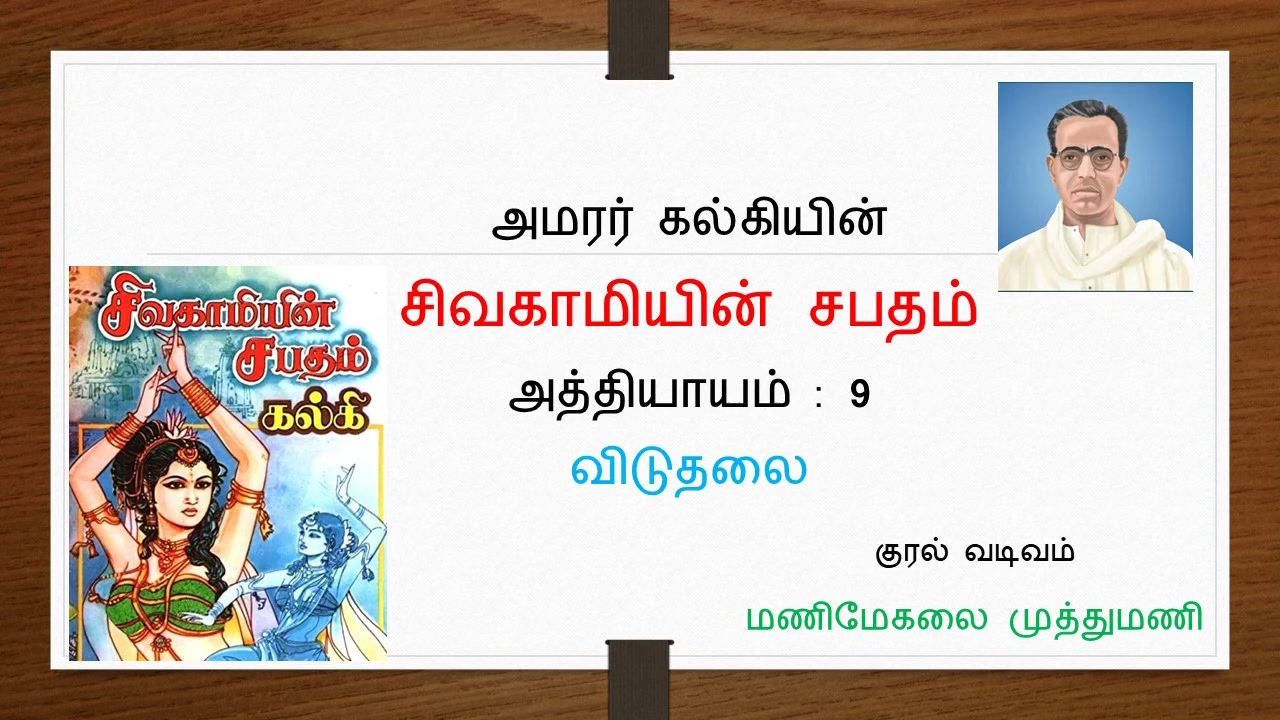 அமரர் கல்கியின்
சிவகாமியின் சபதம்
அத்தியாயம் : 9
விடுதலை
குரல் வடிவம்
மணிமேகலை முத்துமணி
சிவகாமியின்
சபதம்
கல்கி